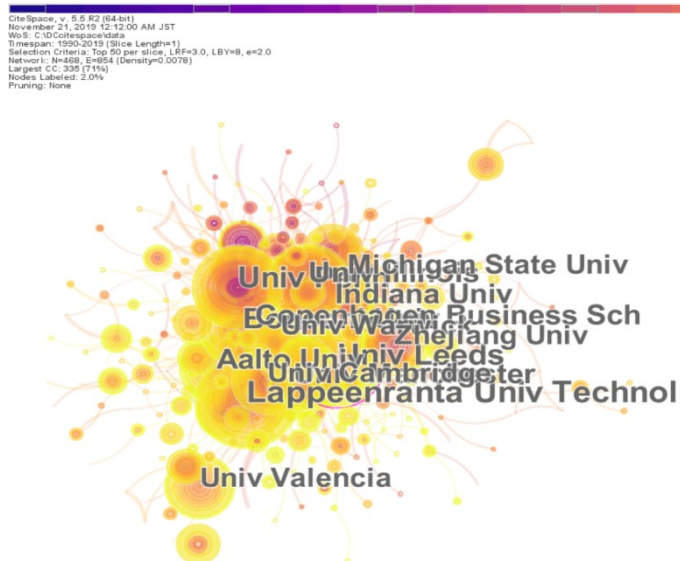 CiteSpace, v. 5.5.R2 (64-bit)
November 21, 2019 12:12:00 AM JST
WoS: C:\DCcitespace\data
Timespan: 1990-2019 (Slice Length=1)
Selection Criteria: Top 50 per slice, LRF=3.0, LBY=8, e=2.0
Network: N=468, E=854 (Density=0.0078)
Largest CC: 335 (71%)
Nodes Labeled: 2.0%
Pruning: None
Michigan State Univ
Univ
Indiana Univ
Copenhagen Business Sch
Univ Warwick
Zhejiang Univ
Aalto Univ
Univ Leeds
Univ Cambridge
Lappeenranta Univ Technol
Univ Valencia